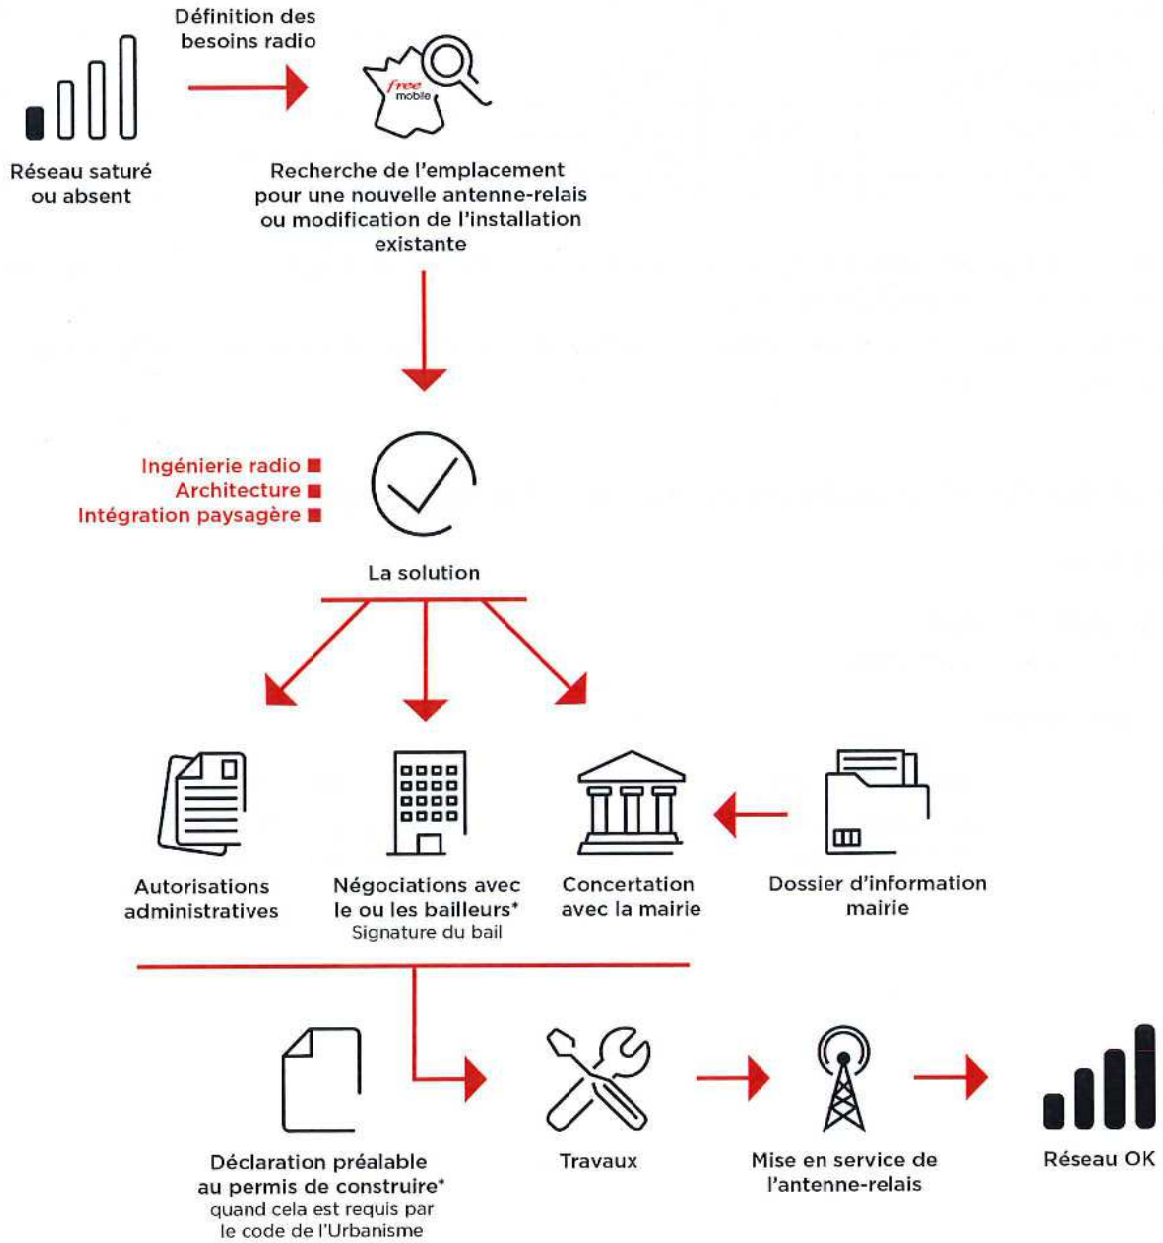 Définition des
besoins radio
free
mobile
Réseau saturé
ou absent
Recherche de l'emplacement
pour une nouvelle antenne-relais
ou modification de l'installation
existante
Ingénierie radio
Architecture
Intégration paysagère
La solution
Autorisations
administratives
Négociations avec
le ou les bailleurs*
Signature du bail
Concertation
avec la mairie
Dossier d'information
mairie
Déclaration préalable
au permis de construire*
quand cela est requis par
le code de l'Urbanisme
Travaux
Mise en service de
l'antenne-relais
Réseau OK